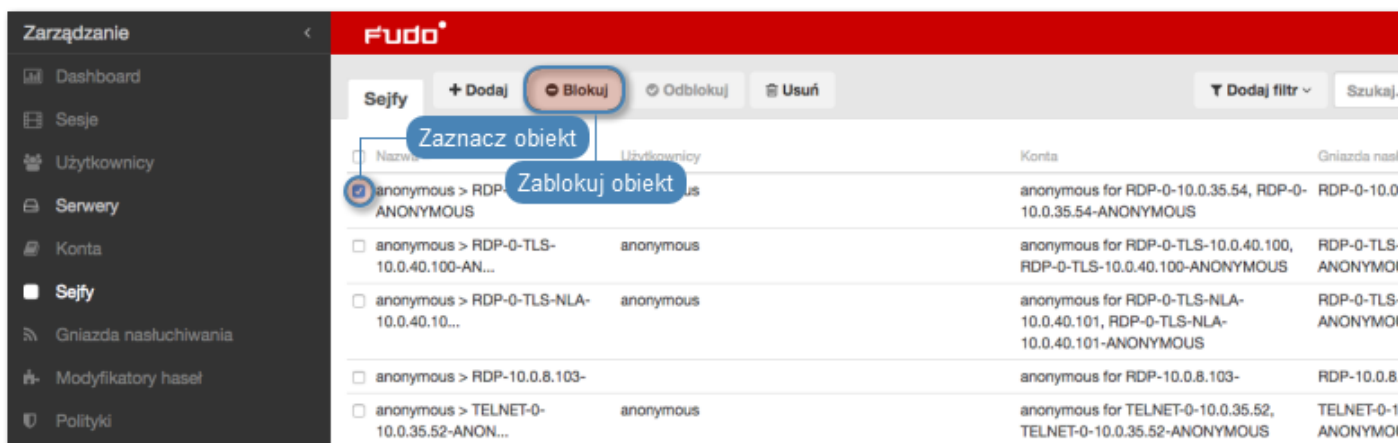 Zarządzanie
Fudo
Dashboard
Sesje
Użytkownicy
Serwery
Konta
Sejfy
Gniazda nasłuchiwania
Modyfikatory haseł
Polityki
Sejfy
+ Dodaj
Blokuj
Odblokuj
Usuń
Dodaj filtr
Szukaj.
Zaznacz obiekt
Zablokuj obiekt
Nazwa
Użytkownicy
Konta
Gniazda
anonymous > RDP-
ANONYMOUS
anonymous for RDP-0-10.0.35.54, RDP-0-
10.0.35.54-ANONYMOUS
RDP-0-10.0
anonymous > RDP-0-TLS-
10.0.40.100-AN...
anonymous
anonymous for RDP-0-TLS-10.0.40.100,
RDP-0-TLS-10.0.40.100-ANONYMOUS
RDP-0-TLS-
ANONYMO
anonymous > RDP-0-TLS-NLA-
10.0.40.10...
anonymous
anonymous for RDP-0-TLS-NLA-
10.0.40.101, RDP-0-TLS-NLA-
10.0.40.101-ANONYMOUS
RDP-0-TLS-
ANONYMO
anonymous > RDP-10.0.8.103-
anonymous for RDP-10.0.8.103-
RDP-10.0.8
anonymous > TELNET-0-
10.0.35.52-ANON...
anonymous
anonymous for TELNET-0-10.0.35.52,
TELNET-0-10.0.35.52-ANONYMOUS
TELNET-0-1
ANONYMO